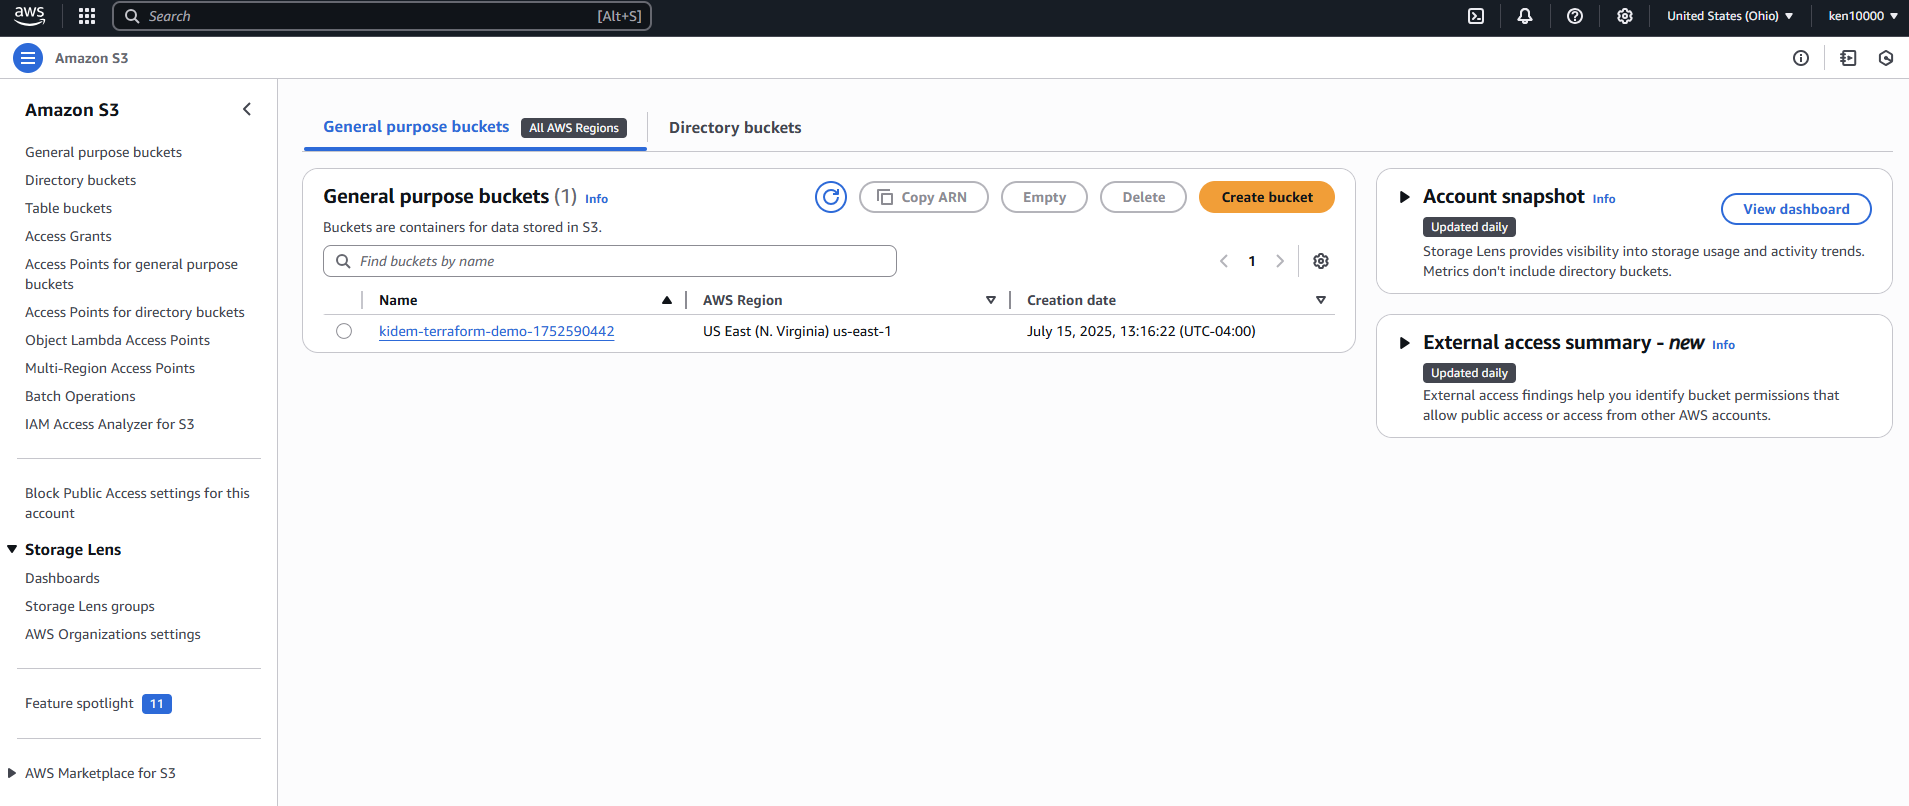 aws
Search [Alt+S]
United States (Ohio)
ken10000
Amazon S3
Amazon S3
General purpose buckets
Directory buckets
Table buckets
Access Grants
Access Points for general purpose
buckets
Access Points for directory buckets
Object Lambda Access Points
Multi-Region Access Points
Batch Operations
IAM Access Analyzer for S3
Block Public Access settings for this
account
Storage Lens
Dashboards
Storage Lens groups
AWS Organizations settings
Feature spotlight 11
AWS Marketplace for S3
General purpose buckets All AWS Regions
Directory buckets
General purpose buckets (1) Info
Copy ARN
Empty
Delete
Create bucket
Buckets are containers for data stored in S3.
Find buckets by name
1
Name AWS Region Creation date
kidem-terraform-demo-1752590442 US East (N. Virginia) us-east-1 July 15, 2025, 13:16:22 (UTC-04:00)
Account snapshot Info
View dashboard
Updated daily
Storage Lens provides visibility into storage usage and activity trends.
Metrics don't include directory buckets.
External access summary - new Info
Updated daily
External access findings help you identify bucket permissions that
allow public access or access from other AWS accounts.